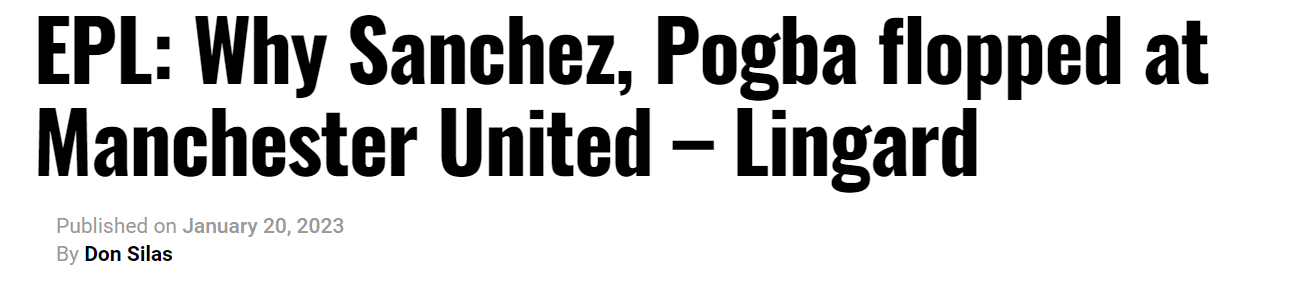 EPL: Why Sanchez, Pogba flopped at
Manchester United – Lingard
Published on January 20, 2023
By Don Silas